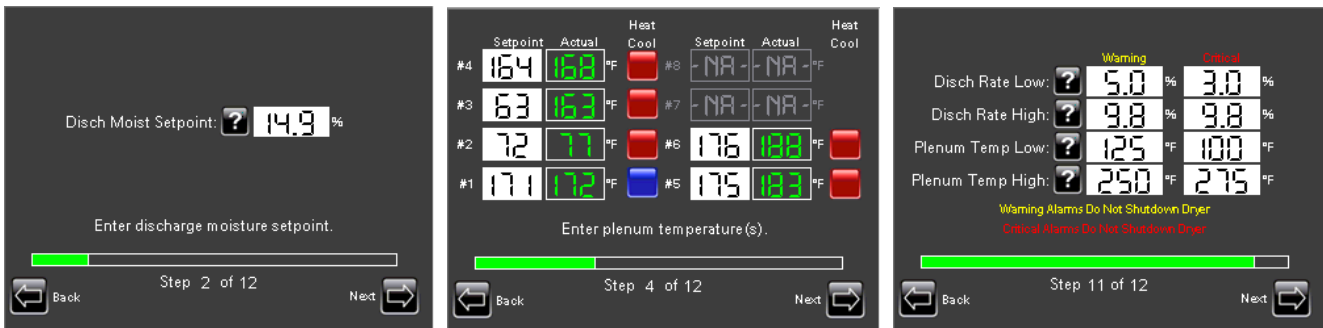 Disch Moist Setpoint: ? 14.9 %
Enter discharge moisture setpoint.
Step 2 of 12
Back
Next
Heat Heat
Setpoint Actual Cool Setpoint Actual Cool
#4 164 168 °F #8 - NA - - NA - °F
#3 63 163 °F #7 - NA - - NA - °F
#2 72 77 °F #6 176 188 °F
#1 171 172 °F #5 175 183 °F
Enter plenum temperature(s).
Step 4 of 12
Back
Next
Warning Critical
Disch Rate Low: ? 5.0 % 3.0 %
Disch Rate High: ? 9.8 % 9.8 %
Plenum Temp Low: ? 125 °F 100 °F
Plenum Temp High: ? 250 °F 275 °F
Warning Alarms Do Not Shutdown Dryer
Critical Alarms Do Not Shutdown Dryer
Step 11 of 12
Back
Next